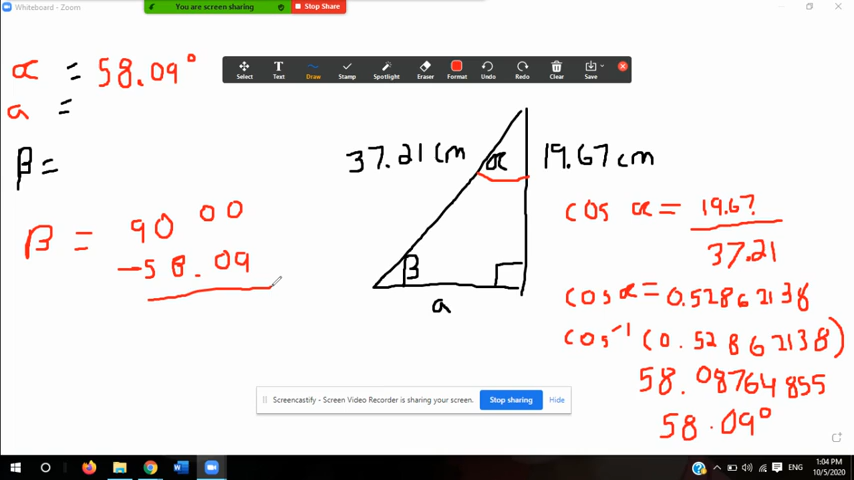 Whiteboard - Zoom
You are screen sharing
Stop Share
Select
Text
Draw
Stamp
Spotlight
Eraser
Format
Undo
Redo
Clear
Save
α = 58.09°
a =
β =
β = 90 00
-58.09
37.21 cm
α
19.67 cm
β
a
cos α = 19.67
37.21
cos α = 0.52862138
cos⁻¹ (0.52862138)
58.08764855
58.09°
Screencastify - Screen Video Recorder is sharing your screen.
Stop sharing
Hide
ENG
1:04 PM
10/5/2020